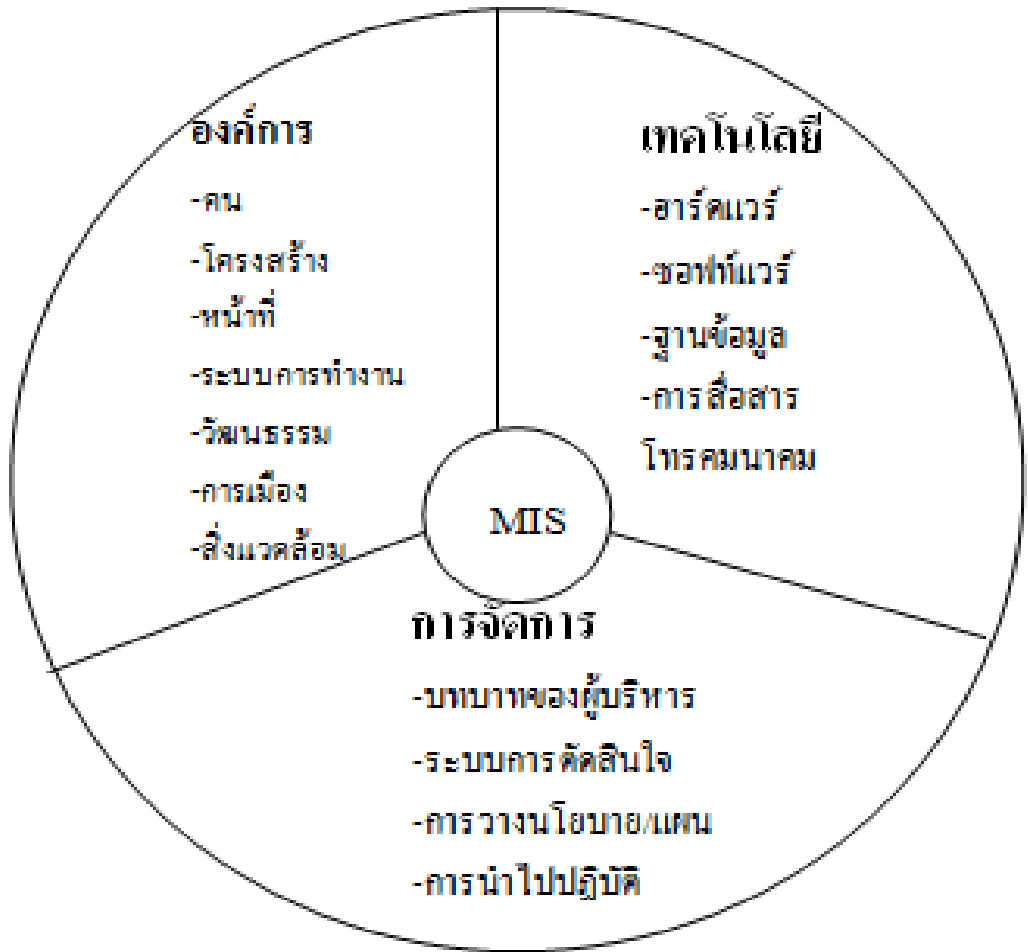 องค์การ
-คน
-โครงสร้าง
-หน้าที่
-ระบบการทำงาน
-วัฒนธรรม
-การเมือง
-สิ่งแวดล้อม
เทคโนโลยี
-ฮาร์ดแวร์
-ซอฟท์แวร์
-ฐานข้อมูล
-การสื่อสาร
โทรคมนาคม
MIS
การจัดการ
-บทบาทของผู้บริหาร
-ระบบการตัดสินใจ
-การวางนโยบาย/แผน
-การนำไปปฏิบัติ